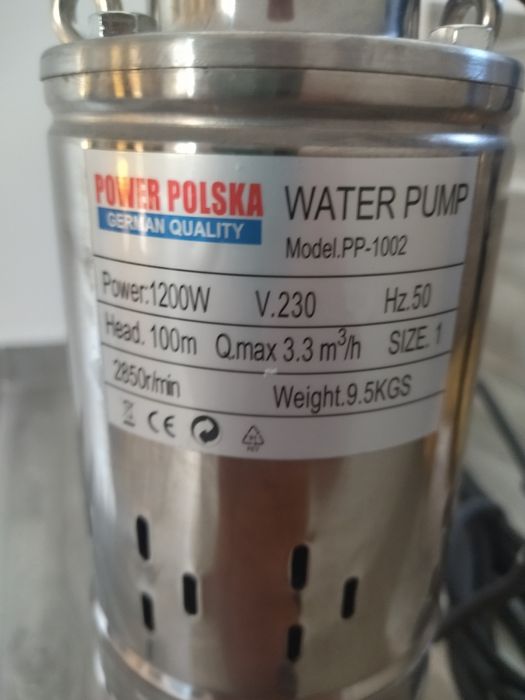 POWER POLSKA
GERMAN QUALITY
WATER PUMP
Model.PP-1002
Power:1200W V.230 Hz.50
Head. 100m Q.max 3.3 m³/h SIZE. 1
2850r/min Weight.9.5KGS
CE